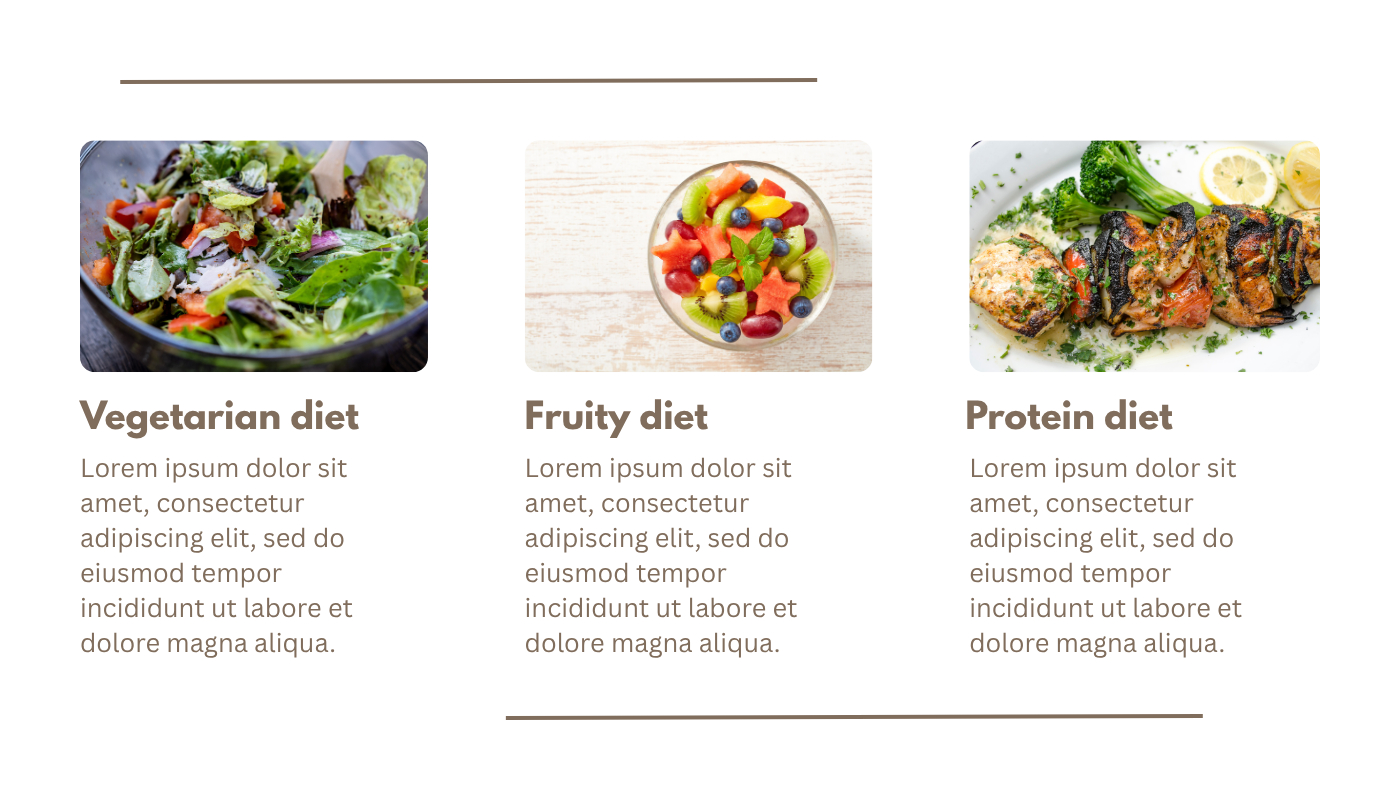 Vegetarian diet
Lorem ipsum dolor sit
amet, consectetur
adipiscing elit, sed do
eiusmod tempor
incididunt ut labore et
dolore magna aliqua.
Fruity diet
Lorem ipsum dolor sit
amet, consectetur
adipiscing elit, sed do
eiusmod tempor
incididunt ut labore et
dolore magna aliqua.
Protein diet
Lorem ipsum dolor sit
amet, consectetur
adipiscing elit, sed do
eiusmod tempor
incididunt ut labore et
dolore magna aliqua.